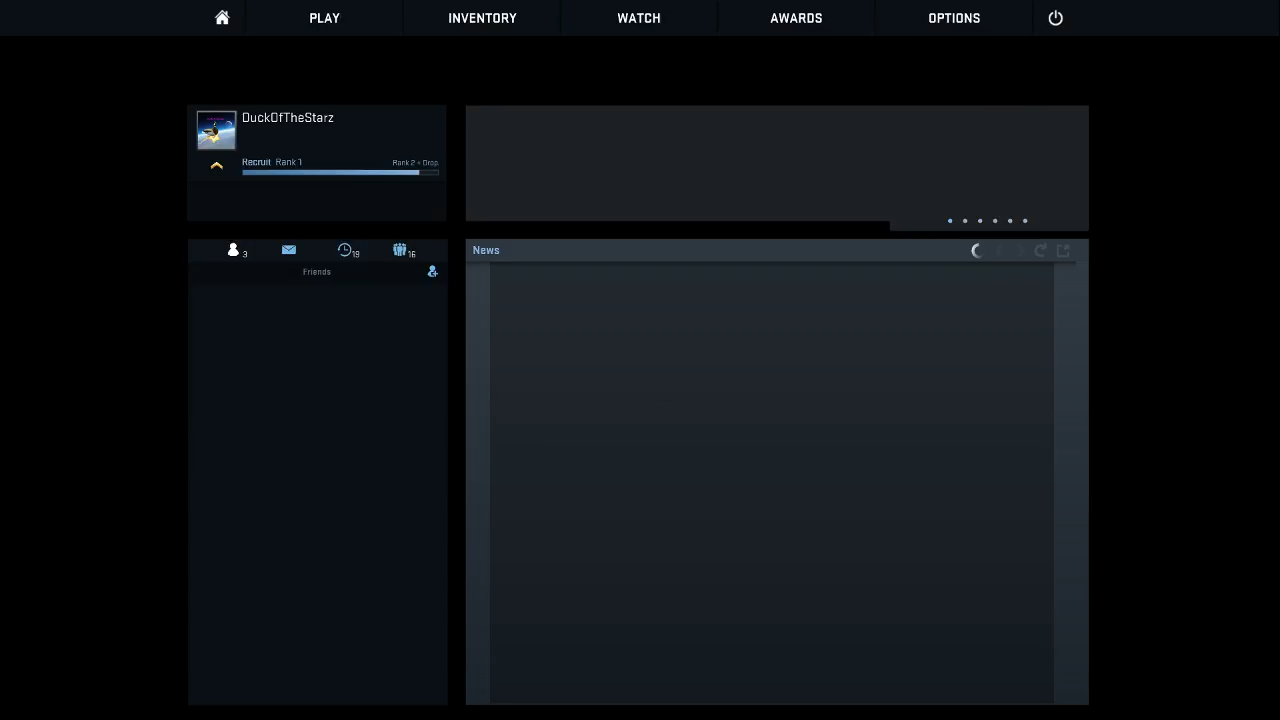 PLAY INVENTORY WATCH AWARDS OPTIONS
DuckOfTheStarz
Recruit Rank 1 Rank 2 = Drop.
3 19 16
News
Friends